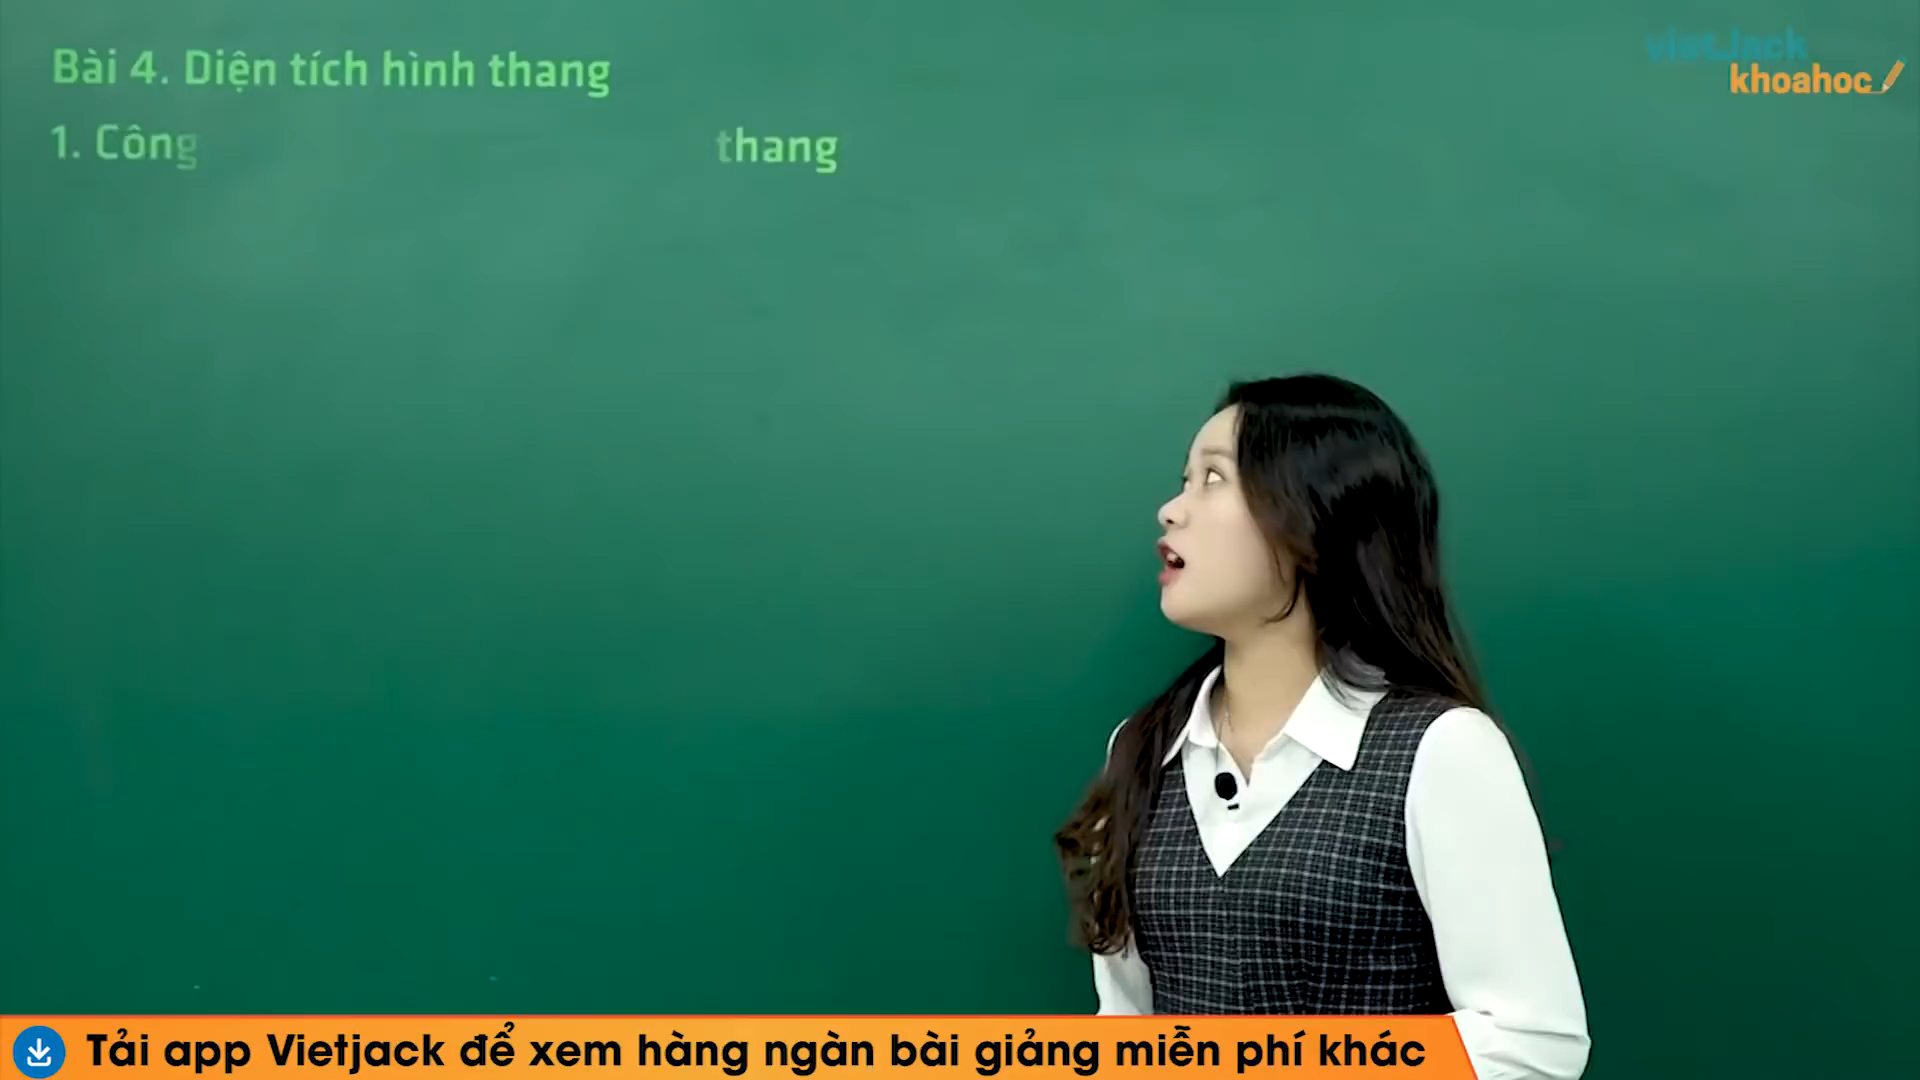 Bài 4. Diện tích hình thang
1. Công thang
vietJack
khoahoc
Tải app Vietjack để xem hàng ngàn bài giảng miễn phí khác